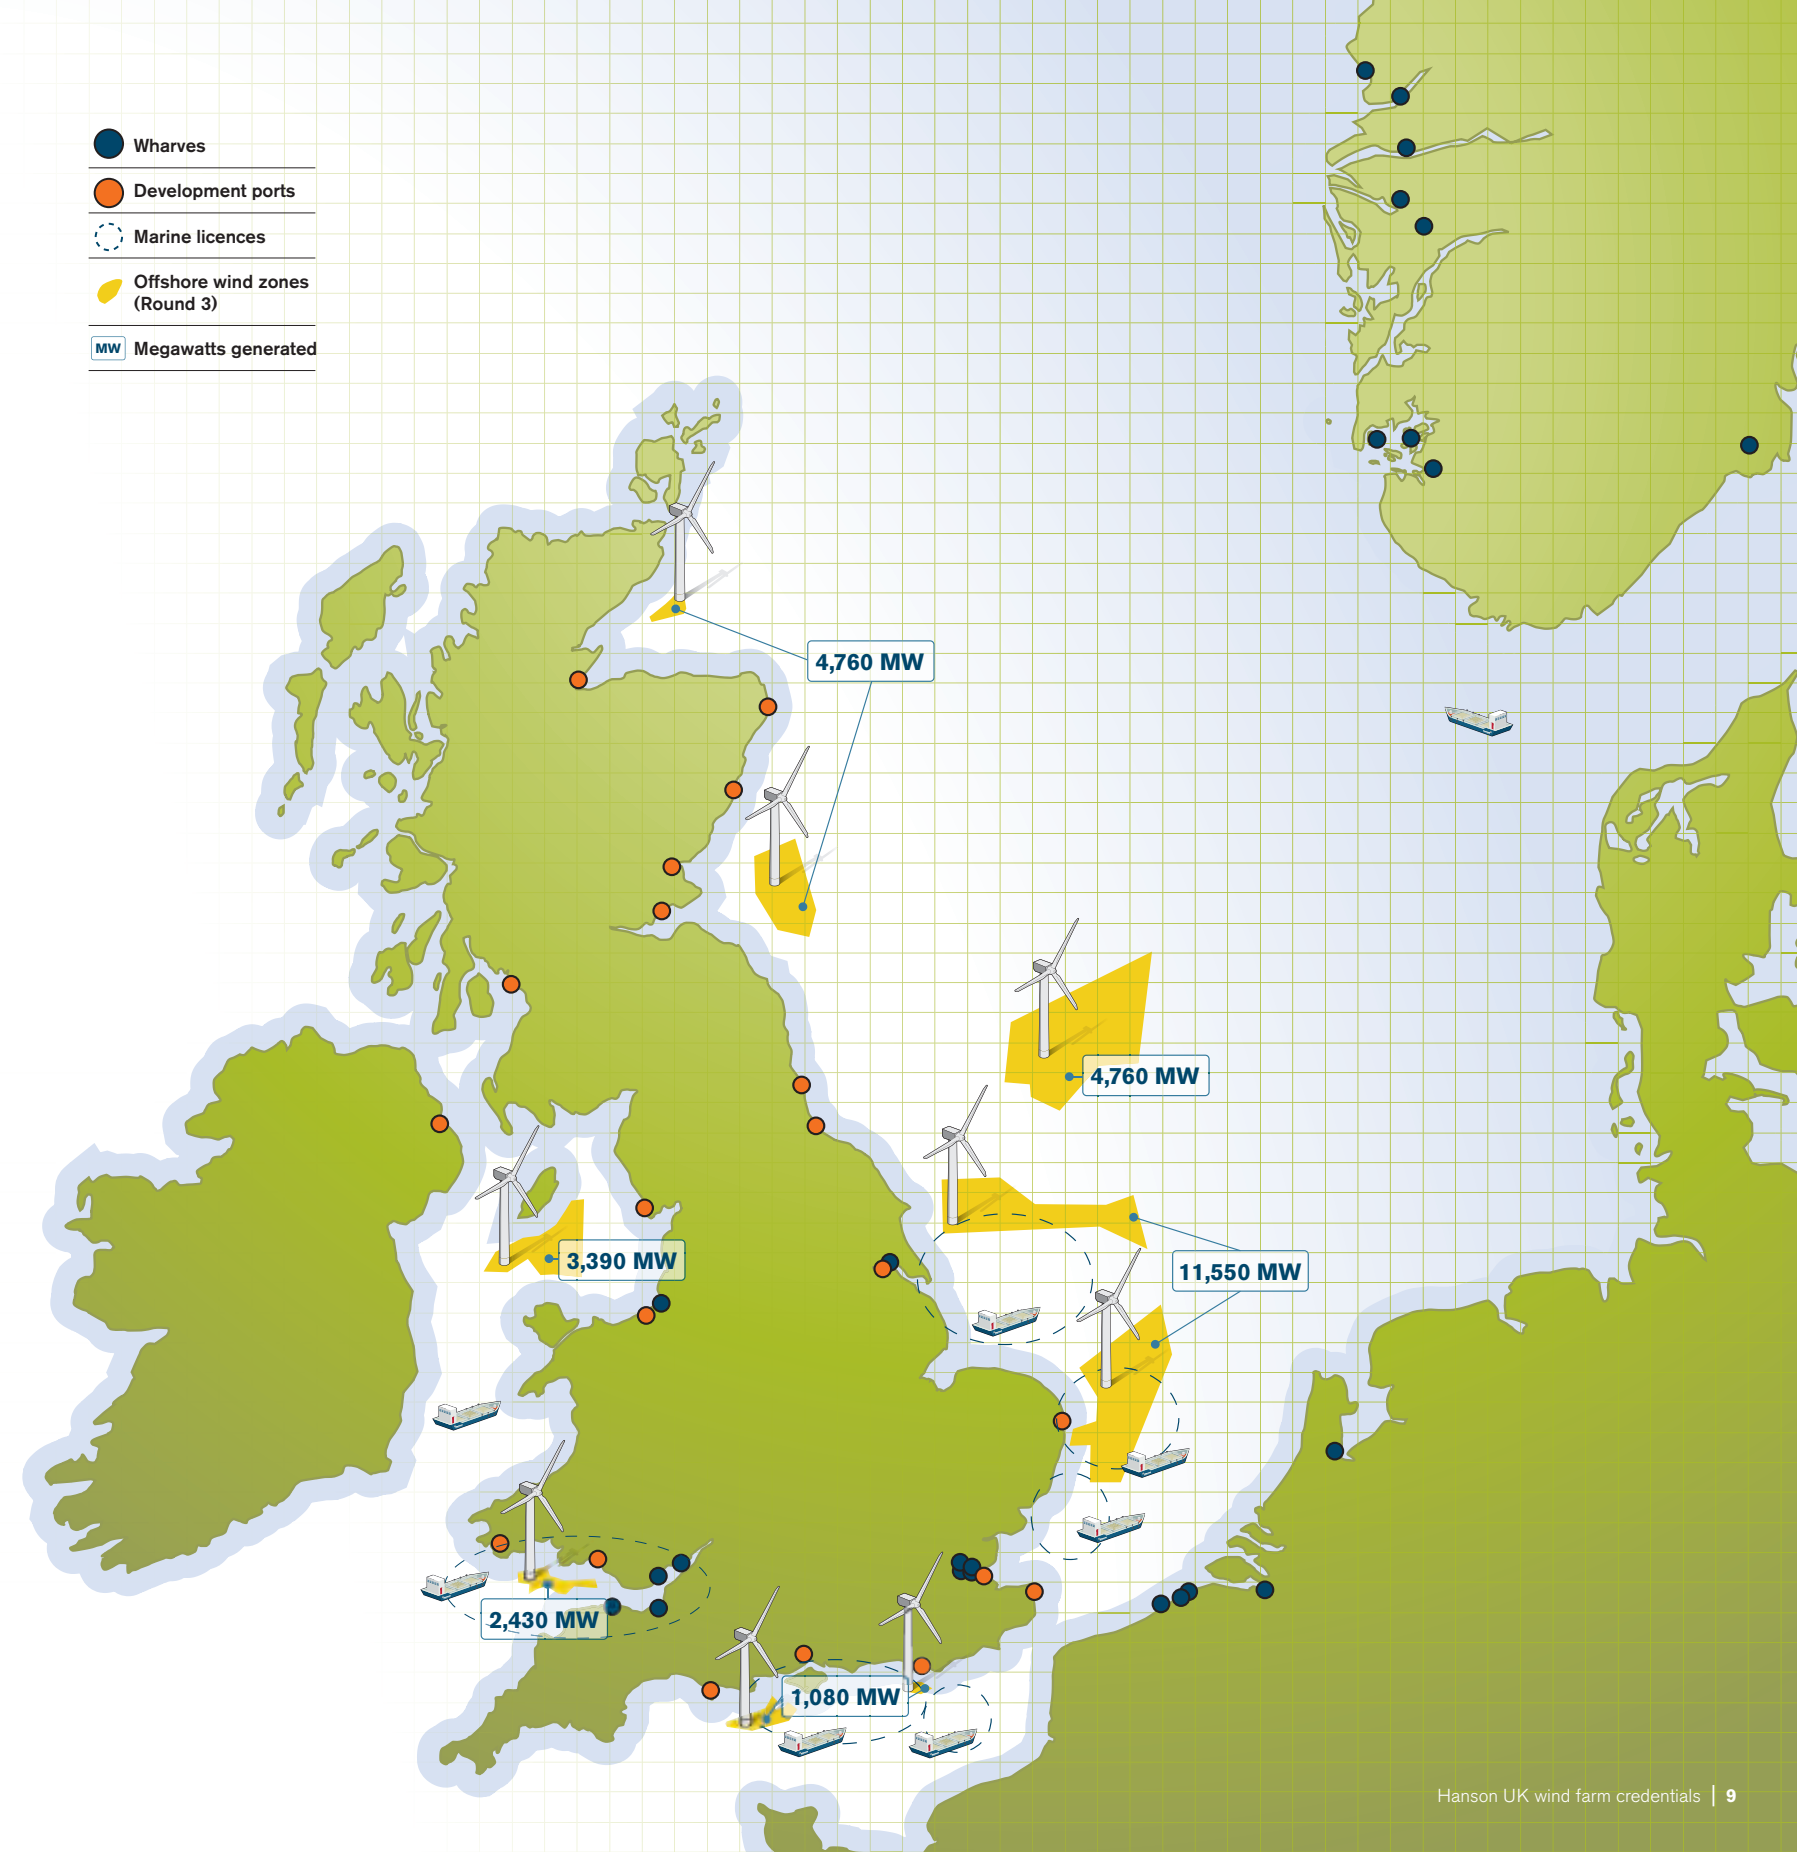 Wharves
Development ports
Marine licences
Offshore wind zones
(Round 3)
MW Megawatts generated
4,760 MW
4,760 MW
3,390 MW
11,550 MW
2,430 MW
1,080 MW
Hanson UK wind farm credentials | 9